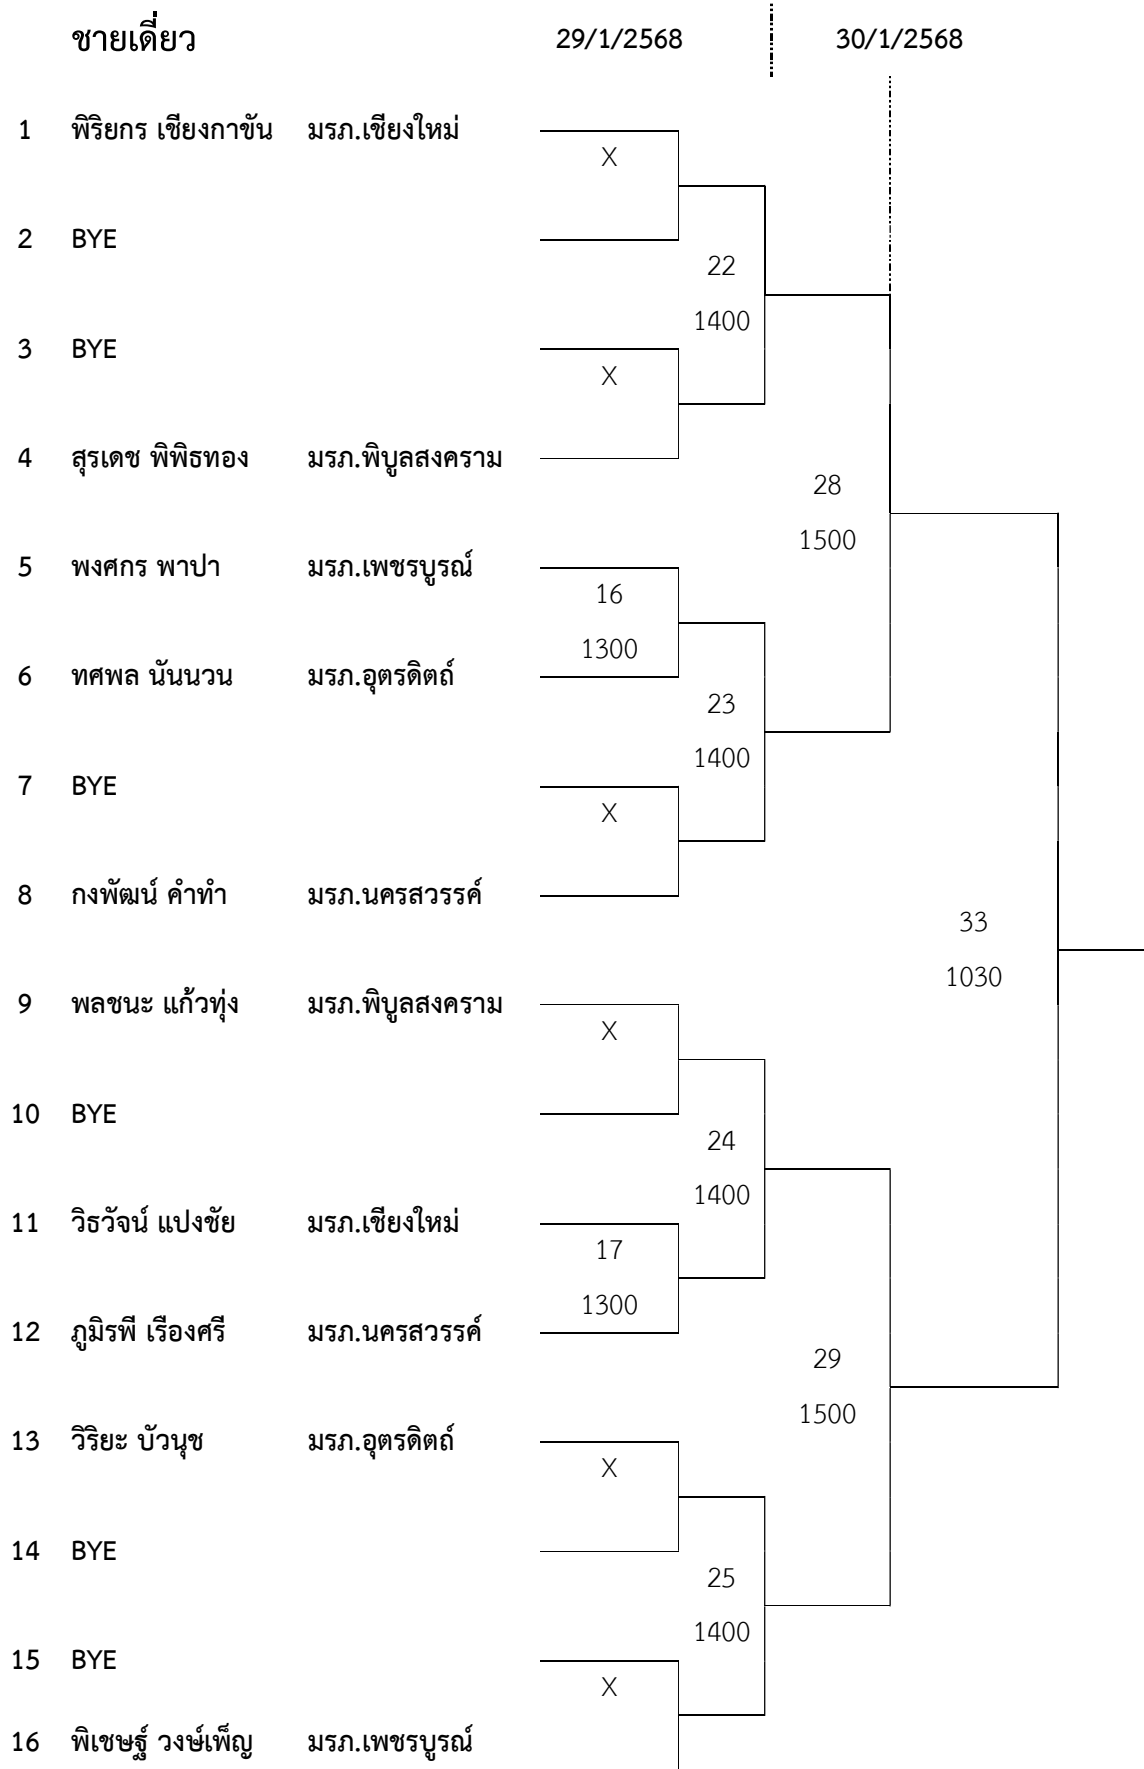 ชายเดี่ยว 29/1/2568 30/1/2568
1 พิริยกร เชียงกาขัน มรภ.เชียงใหม่
X
2 BYE
22
1400
3 BYE
X
4 สุรเดช พิพิธทอง มรภ.พิบูลสงคราม
28
1500
5 พงศกร พาปา มรภ.เพชรบูรณ์
16
1300
6 ทศพล นันนวน มรภ.อุตรดิตถ์
23
1400
7 BYE
X
8 กงพัฒน์ คำทำ มรภ.นครสวรรค์
33
1030
9 พลชนะ แก้วทุ่ง มรภ.พิบูลสงคราม
X
10 BYE
24
1400
11 วิธวัจน์ แปงชัย มรภ.เชียงใหม่
17
1300
12 ภูมิรพี เรืองศรี มรภ.นครสวรรค์
29
1500
13 วิริยะ บัวนุช มรภ.อุตรดิตถ์
X
14 BYE
25
1400
15 BYE
X
16 พิเชษฐ์ วงษ์เพ็ญ มรภ.เพชรบูรณ์